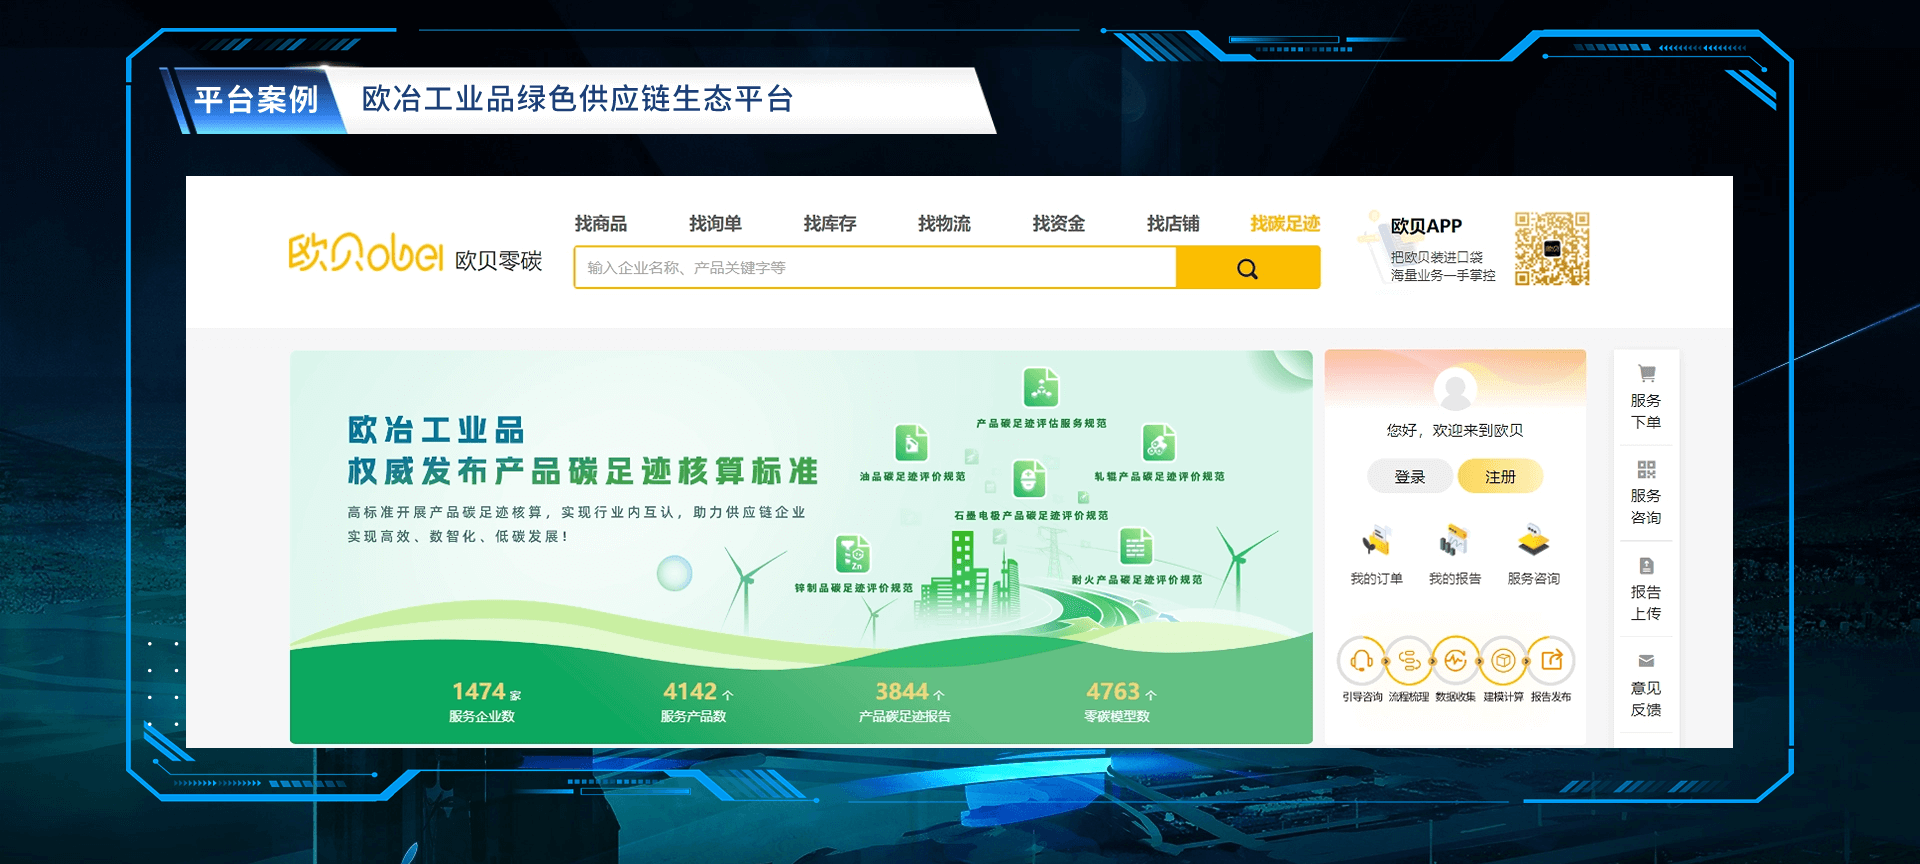 平台案例
欧冶工业品绿色供应链生态平台
找商品 找询单 找库存 找物流 找资金 找店铺 找碳足迹
欧贝obei 欧贝零碳
输入企业名称、产品关键字等
欧贝APP
把欧贝装进口袋
海量业务一手掌控
欧冶工业品
权威发布产品碳足迹核算标准
高标准开展产品碳足迹核算，实现行业内互认，助力供应链企业
实现高效、数智化、低碳发展！
产品碳足迹评估服务规范
油品碳足迹评价规范
轧辊产品碳足迹评价规范
石墨电极产品碳足迹评价规范
Zn
锌制品碳足迹评价规范
耐火产品碳足迹评价规范
1474 家
服务企业数
4142 个
服务产品数
3844 个
产品碳足迹报告
4763 个
零碳模型数
您好，欢迎来到欧贝
登录 注册
我的订单 我的报告 服务咨询
引导咨询 流程梳理 数据收集 建模计算 报告发布
服务
下单
服务
咨询
报告
上传
意见
反馈